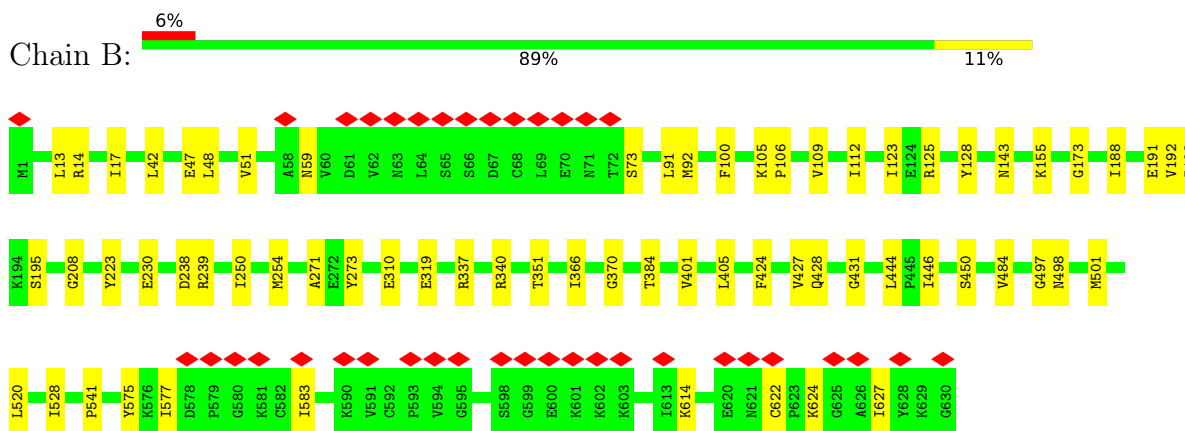 6%
Chain B:
89% 11%
M1 L13 R14 I17 L42 E47 L48 V51 A58 N59 V60 D61 V62 N63 L64 S65 S66 D67 C68 L69 E70 N71 T72 S73 L91 M92 F100 K105 P106 V109 I112 I123 E124 R125 Y128 N143 K155 G173 I188 E191 V192
K194 S195 G208 Y223 E230 D238 R239 I250 M254 A271 E272 Y273 E310 E319 R337 R340 T351 I366 G370 T384 V401 L405 F424 V427 Q428 G431 L444 P445 I446 S450 V484 G497 N498 M501
L520 I528 P541 Y575 K576 I577 D578 P579 G580 K581 C582 I583 K590 V591 C592 P593 V594 G595 S598 G599 E600 K601 K602 K603 I613 K614 E620 N621 C622 P623 K624 G625 A626 I627 Y628 K629 G630